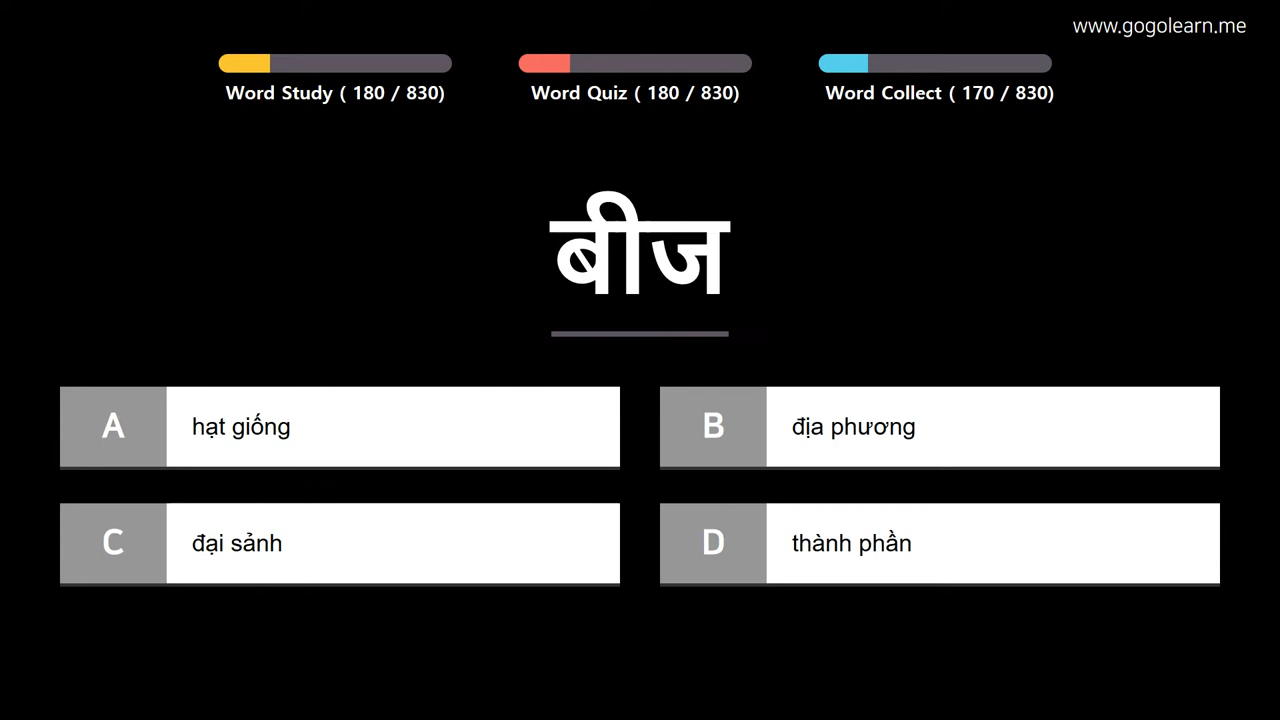 www.gogolearn.me
Word Study ( 180 / 830)
Word Quiz ( 180 / 830)
Word Collect ( 170 / 830)
बीज
A hạt giống
B địa phương
C đại sảnh
D thành phần